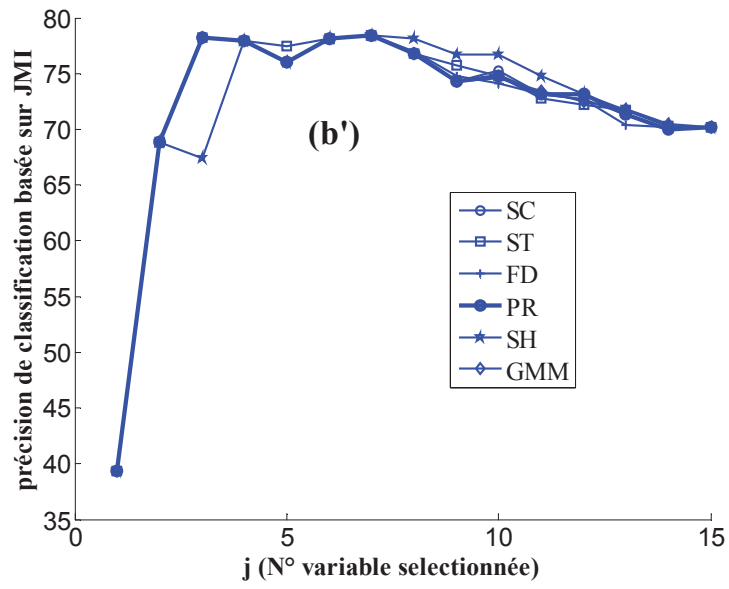 précision de classification basée sur JMI
80
75
70
65
60
55
50
45
40
35
(b')
SC
ST
FD
PR
SH
GMM
0
5
10
15
j (N° variable selectionnée)